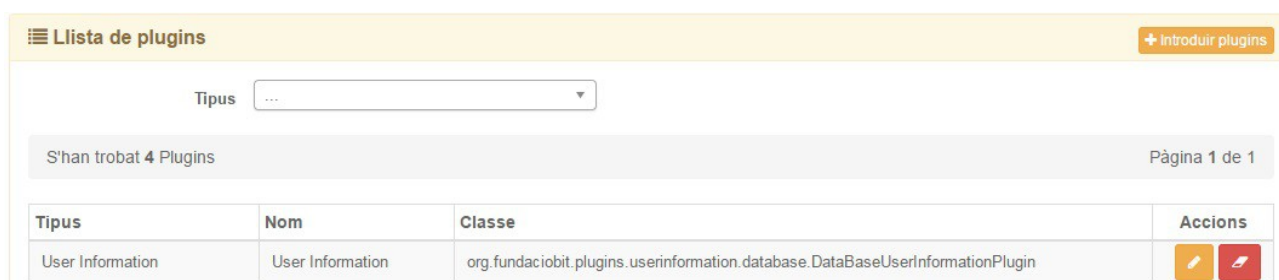 Llista de plugins
+ Introduir plugins
Tipus ...
S'han trobat 4 Plugins Pàgina 1 de 1
Tipus Nom Classe Accions
User Information User Information org.fundaciobit.plugins.userinformation.database.DataBaseUserInformationPlugin